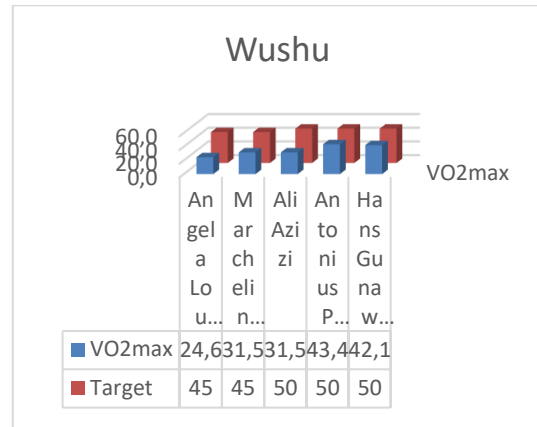 Wushu
60,0
40,0
20,0
0,0
VO2max
An
gel
a
Lo
u...
M
ar
ch
eli
n...
Ali
Azi
zi
An
to
ni
us
P...
Ha
ns
Gu
na
w...
VO2max 24,6 31,5 31,5 43,4 42,1
Target 45 45 50 50 50